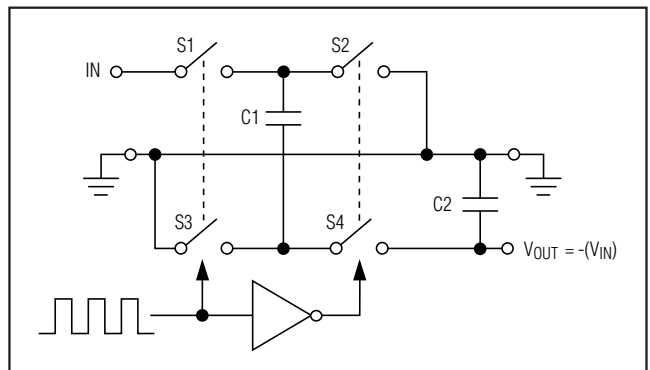 S1
S2
IN
C1
C2
S3
S4
VOUT = -(VIN)